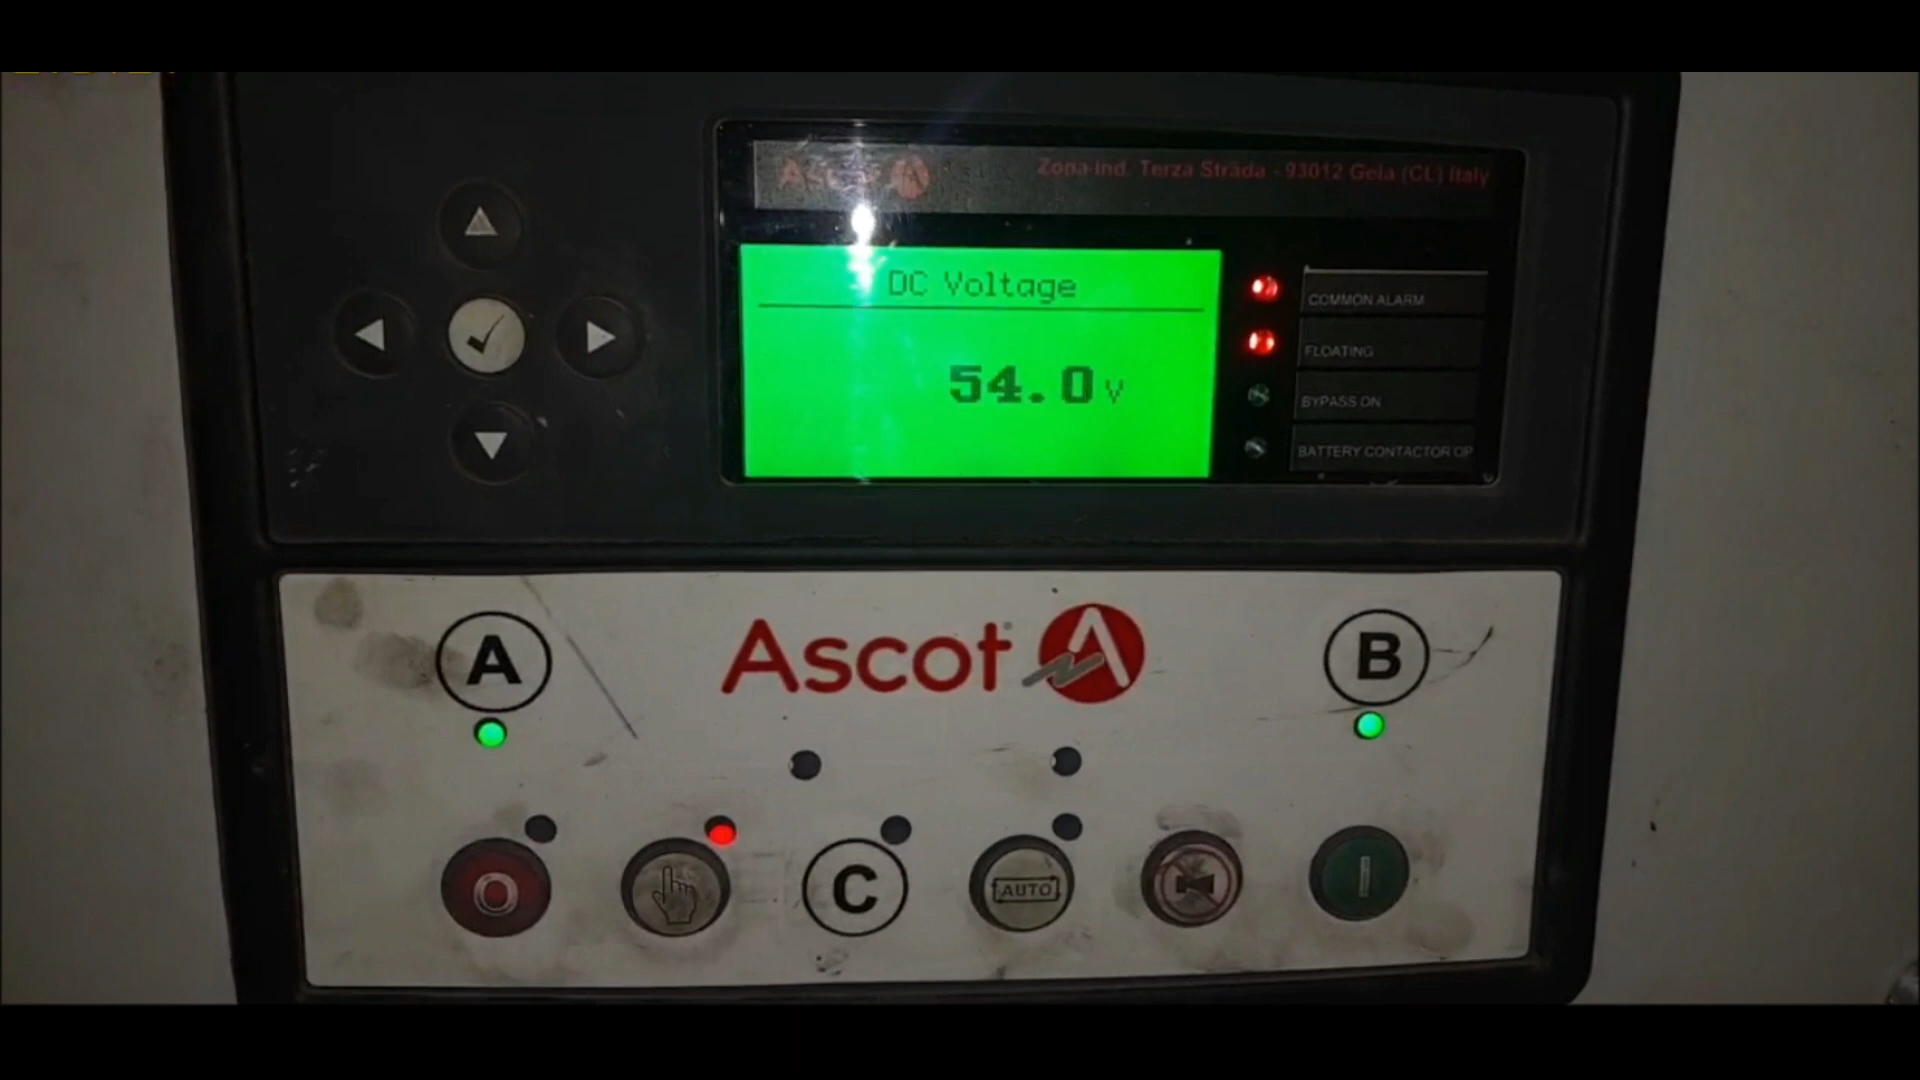 Ascot
Zona Ind. Terza Strada - 93012 Gela (CL) Italy
DC Voltage
54.0 V
COMMON ALARM
FLOATING
BYPASS ON
BATTERY CONTACTOR OP
A
Ascot
B
O
C
AUTO
I